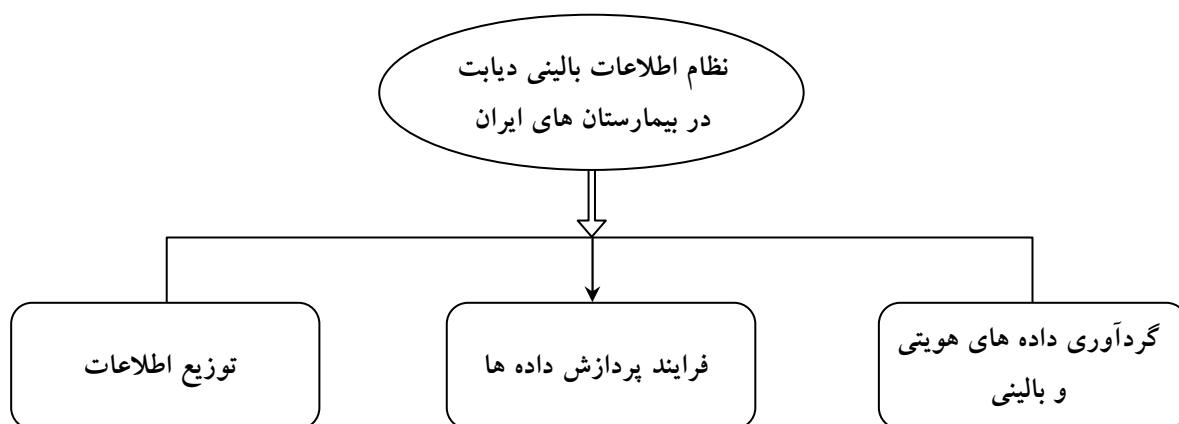 نظام اطلاعات بالینی دیابت
در بیمارستان های ایران
گردآوری داده های هویتی
و بالینی
فرایند پردازش داده ها
توزیع اطلاعات